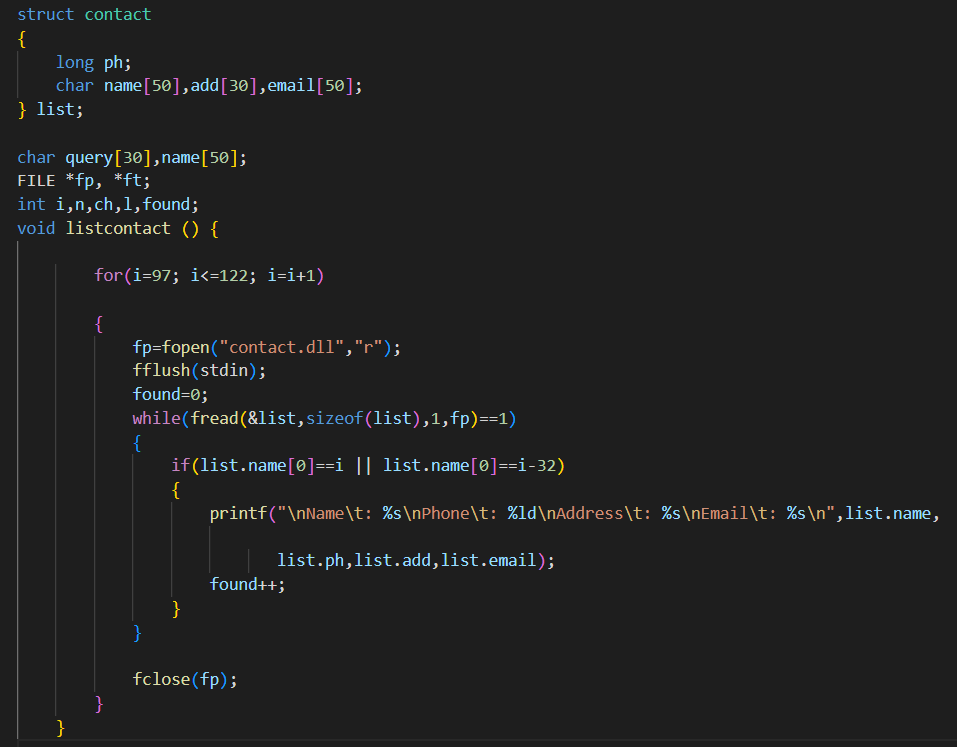 struct contact
{
    long ph;
    char name[50],add[30],email[50];
} list;

char query[30],name[50];
FILE *fp, *ft;
int i,n,ch,l,found;
void listcontact () {

        for(i=97; i<=122; i=i+1)

        {
            fp=fopen("contact.dll","r");
            fflush(stdin);
            found=0;
            while(fread(&list,sizeof(list),1,fp)==1)
            {
                if(list.name[0]==i || list.name[0]==i-32)
                {
                    printf("\nName\t: %s\nPhone\t: %ld\nAddress\t: %s\nEmail\t: %s\n",list.name,

                           list.ph,list.add,list.email);
                    found++;
                }
            }

            fclose(fp);
        }
    }